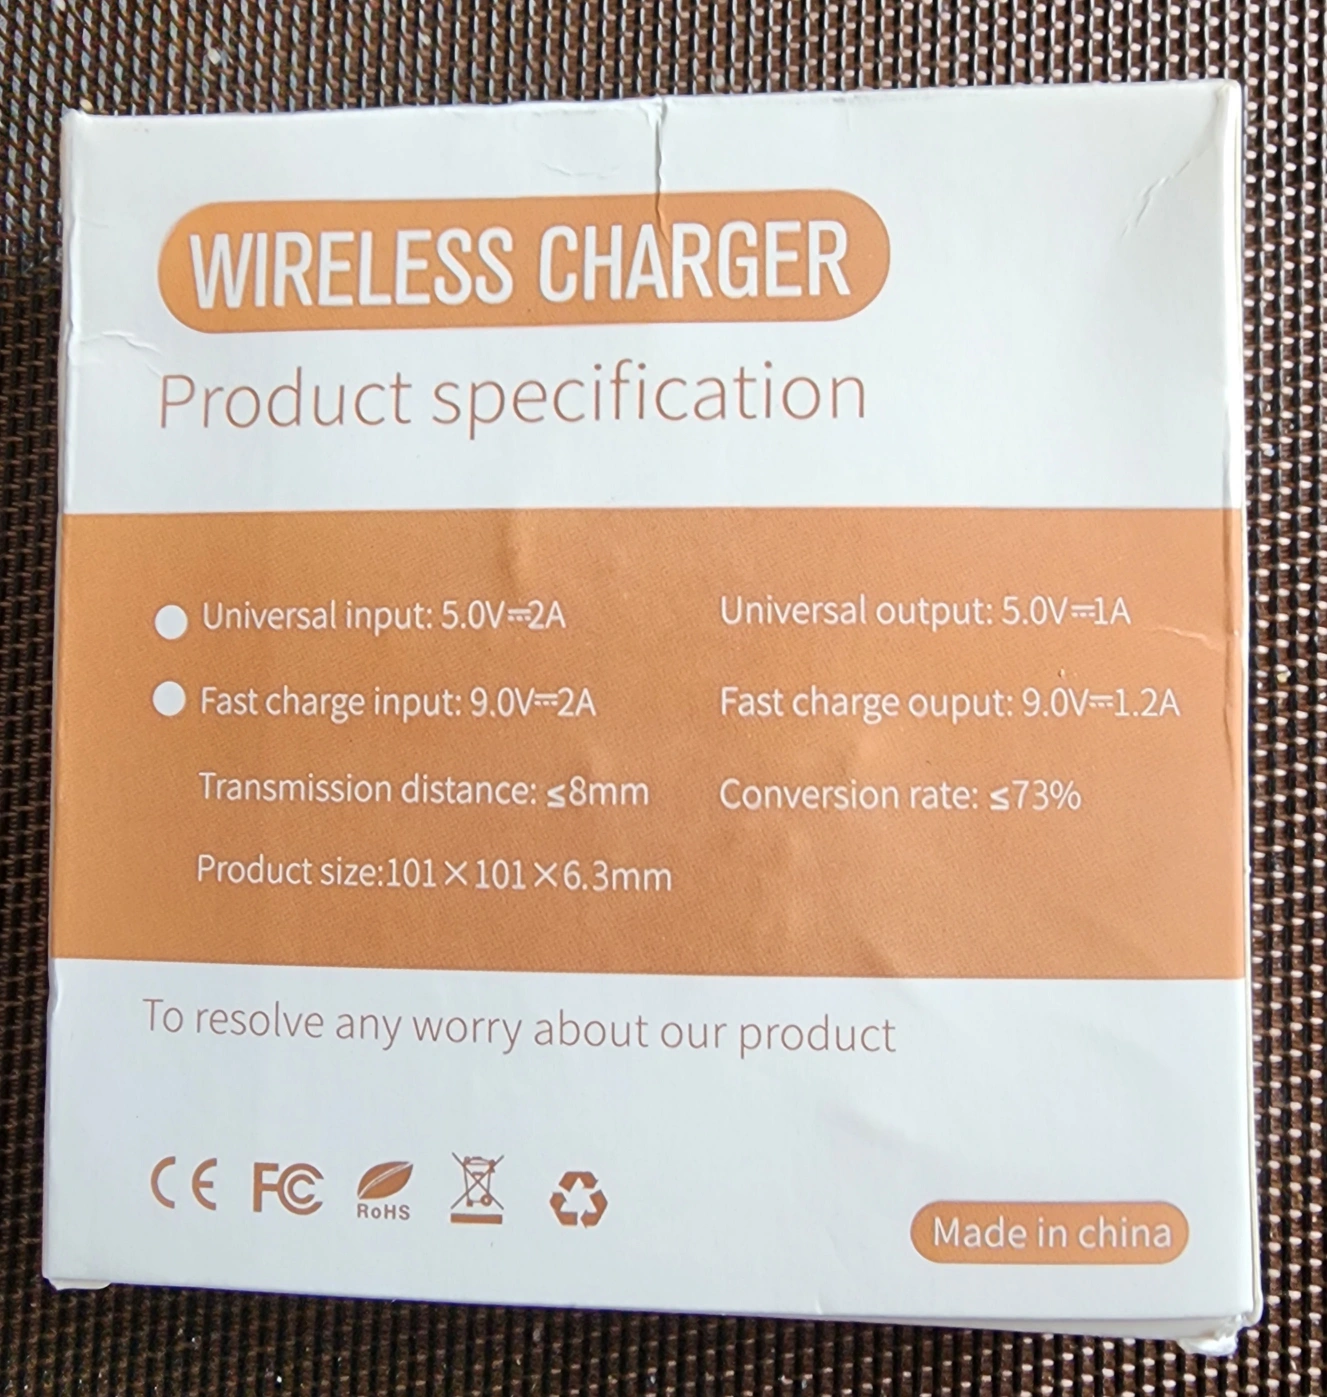 WIRELESS CHARGER
Product specification
Universal input: 5.0V⎓2A
Universal output: 5.0V⎓1A
Fast charge input: 9.0V⎓2A
Fast charge ouput: 9.0V⎓1.2A
Transmission distance: ≤8mm
Conversion rate: ≤73%
Product size:101×101×6.3mm
To resolve any worry about our product
CE FC RoHS
Made in china